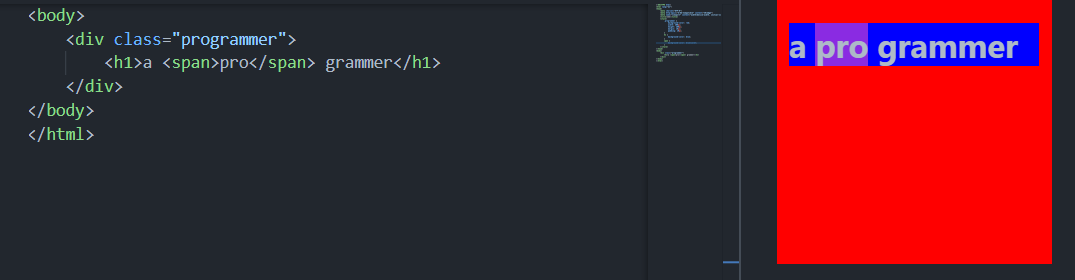 <body>
<div class="programmer">
<h1>a <span>pro</span> grammer</h1>
</div>
</body>
</html>
a pro grammer